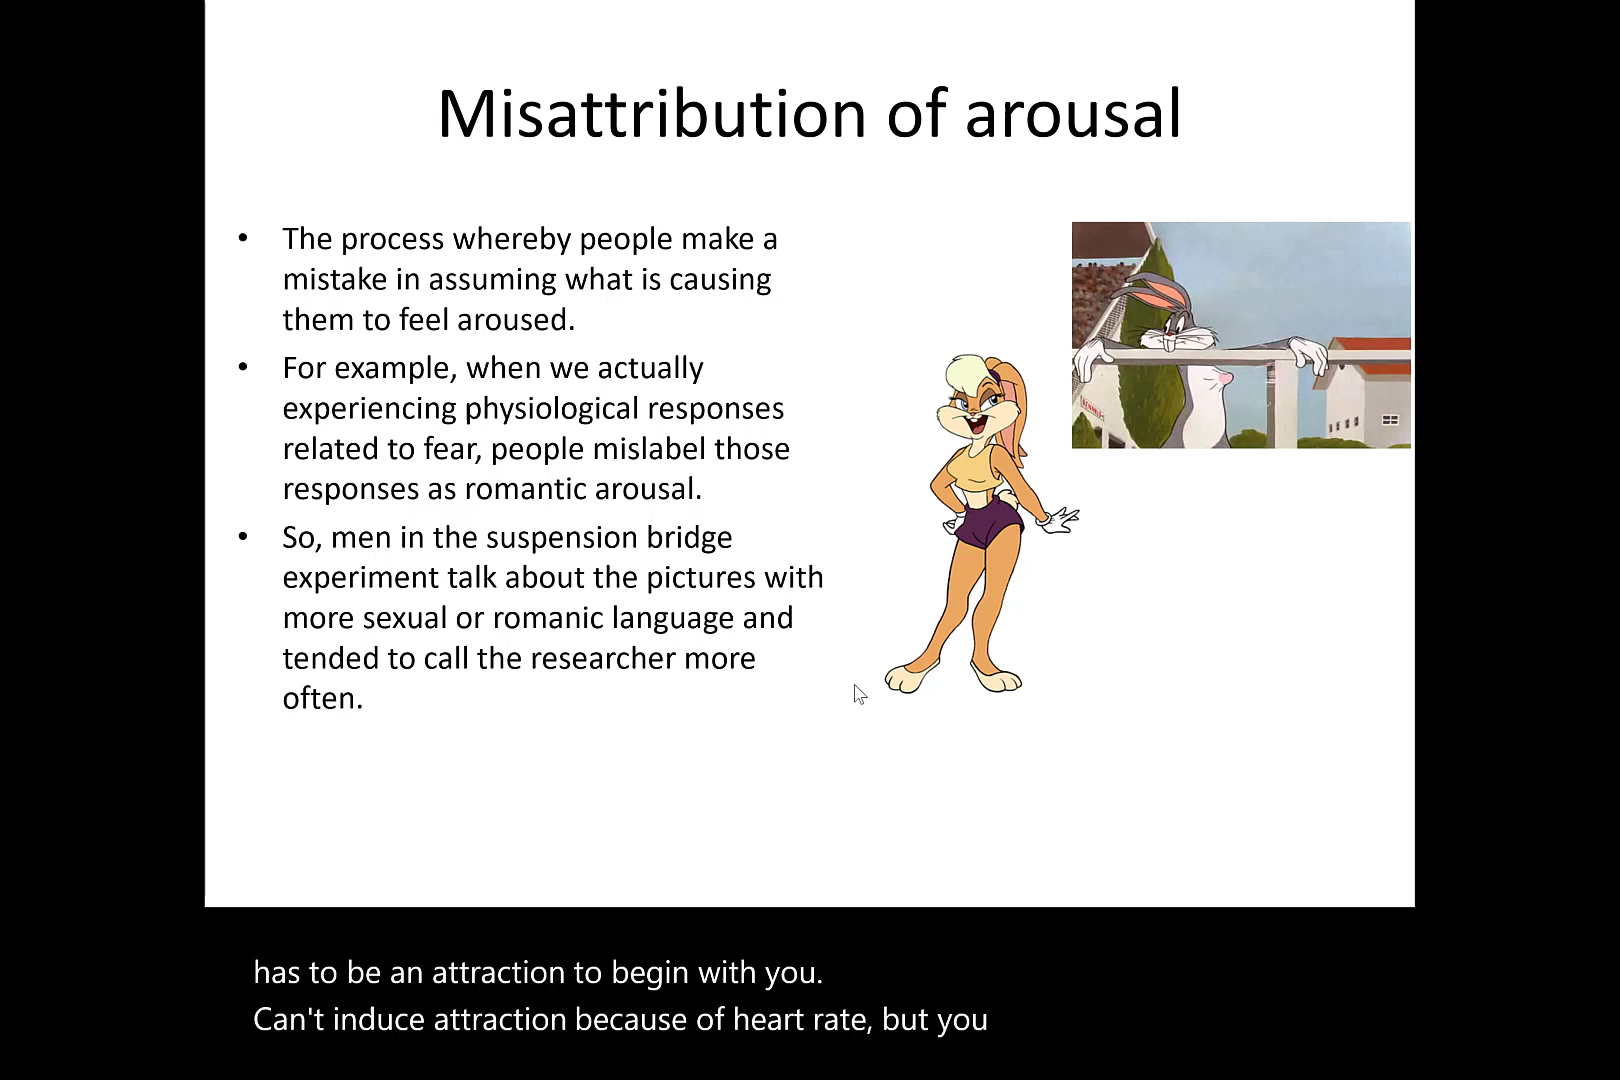 Misattribution of arousal
• The process whereby people make a
mistake in assuming what is causing
them to feel aroused.
• For example, when we actually
experiencing physiological responses
related to fear, people mislabel those
responses as romantic arousal.
• So, men in the suspension bridge
experiment talk about the pictures with
more sexual or romanic language and
tended to call the researcher more
often.
has to be an attraction to begin with you.
Can't induce attraction because of heart rate, but you